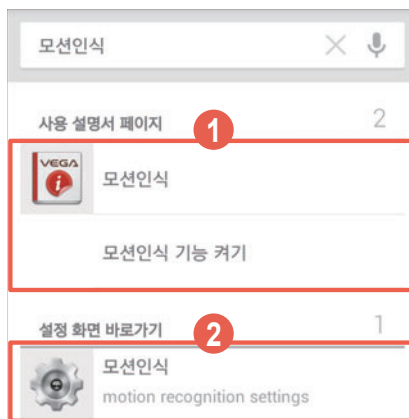 모션인식
사용 설명서 페이지 2
1
VEGA
i
모션인식
모션인식 기능 켜기
설정 화면 바로가기 1
2
모션인식
motion recognition settings